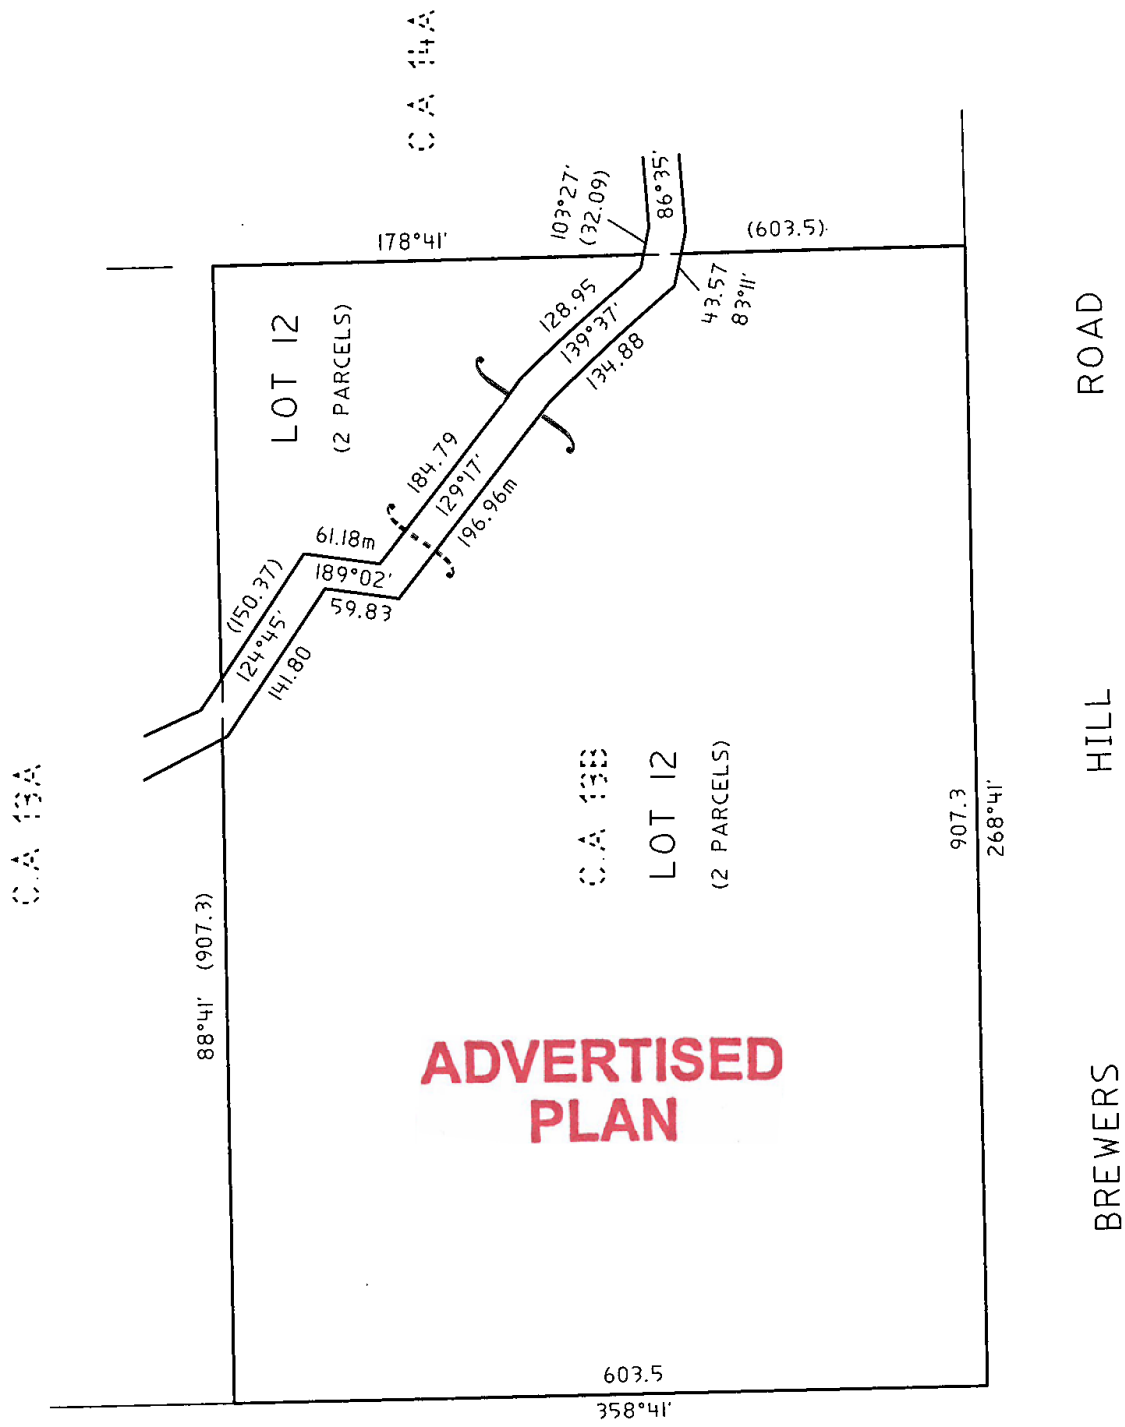 C A 14A
103°27'
(32.09)
86°35'
178°41'
(603.5)
43.57
83°11'
128.95
139°37'
134.88
LOT 12
(2 PARCELS)
184.79
129°17'
196.96m
61.18m
189°02'
59.83
(150.37)
124°45'
141.80
C.A 13A
C.A 13B
LOT 12
(2 PARCELS)
88°41' (907.3)
907.3
268°41'
BREWERS HILL ROAD
ADVERTISED
PLAN
603.5
358°41'